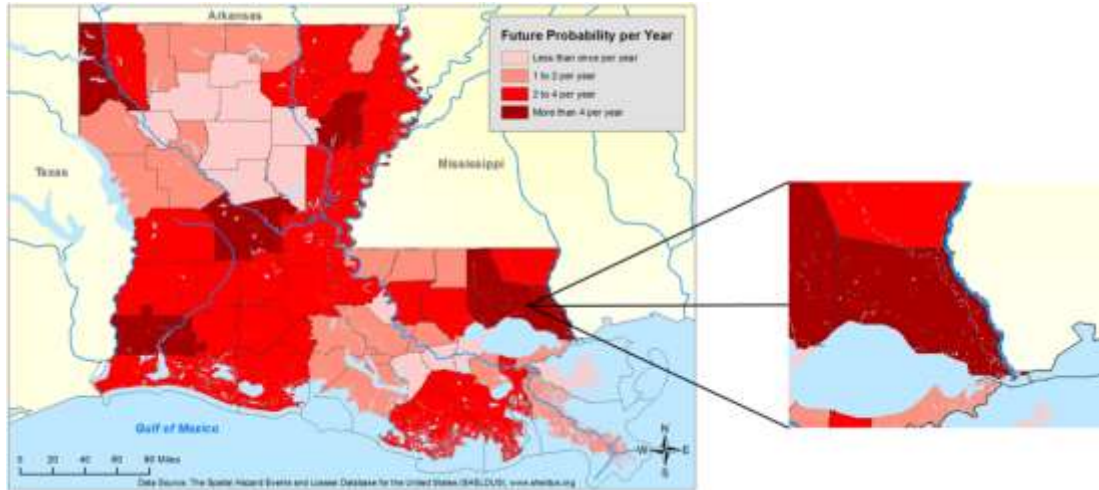 Arkansas
Future Probability per Year
Less than once per year
1 to 2 per year
2 to 4 per year
More than 4 per year
Texas
Mississippi
Gulf of Mexico
N
W E
S
0 20 40 60 80 Miles
Data Source: The Spatial Hazard Events and Losses Database for the United States (SHELDUS), www.sheldus.org